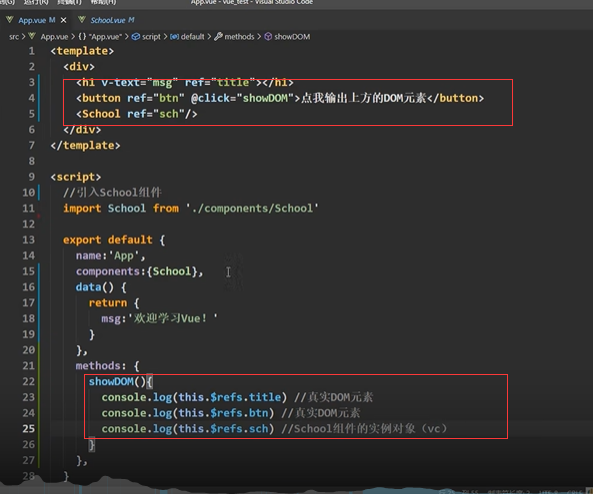 App.vue - vue_test - Visual Studio Code
App.vue M × School.vue M
src > App.vue > {} "App.vue" > script > default > methods > showDOM
1 <template>
2 <div>
3 <h1 v-text="msg" ref="title"></h1>
4 <button ref="btn" @click="showDOM">点我输出上方的DOM元素</button>
5 <School ref="sch"/>
6 </div>
7 </template>
8
9 <script>
10 //引入School组件
11 import School from './components/School'
12
13 export default {
14 name:'App',
15 components:{School},
16 data() {
17 return {
18 msg:'欢迎学习Vue！'
19 }
20 },
21 methods: {
22 showDOM(){
23 console.log(this.$refs.title) //真实DOM元素
24 console.log(this.$refs.btn) //真实DOM元素
25 console.log(this.$refs.sch) //School组件的实例对象（vc）
26 }
27 },
28 }